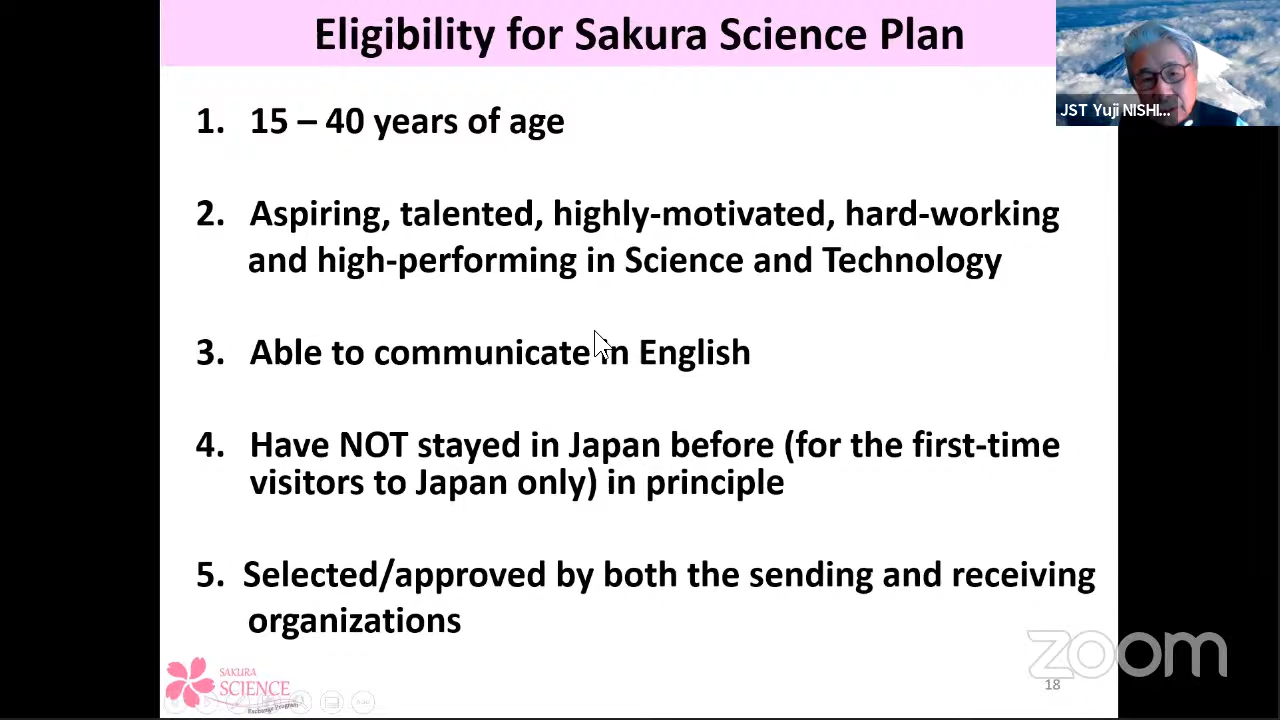 Eligibility for Sakura Science Plan
JST Yuji NISHI...
1. 15 – 40 years of age
2. Aspiring, talented, highly-motivated, hard-working
and high-performing in Science and Technology
3. Able to communicate in English
4. Have NOT stayed in Japan before (for the first-time
visitors to Japan only) in principle
5. Selected/approved by both the sending and receiving
organizations
zoom
18
SAKURA
SCIENCE
Exchange Program